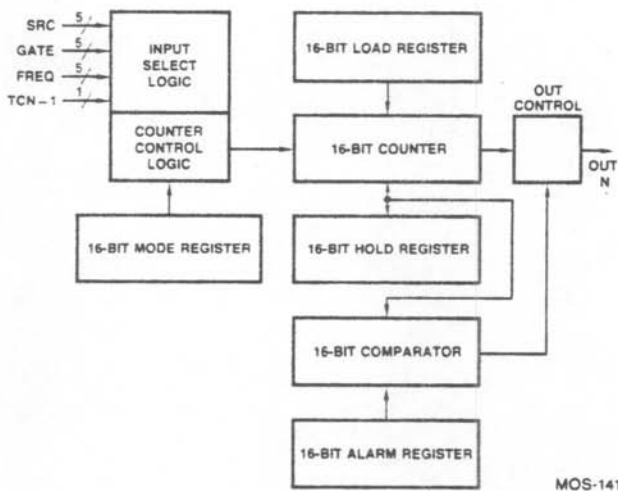 SRC
5
GATE
5
FREQ
5
TCN-1
1
INPUT
SELECT
LOGIC
COUNTER
CONTROL
LOGIC
16-BIT MODE REGISTER
16-BIT LOAD REGISTER
16-BIT COUNTER
16-BIT HOLD REGISTER
16-BIT COMPARATOR
16-BIT ALARM REGISTER
OUT
CONTROL
OUT
N
MOS-141